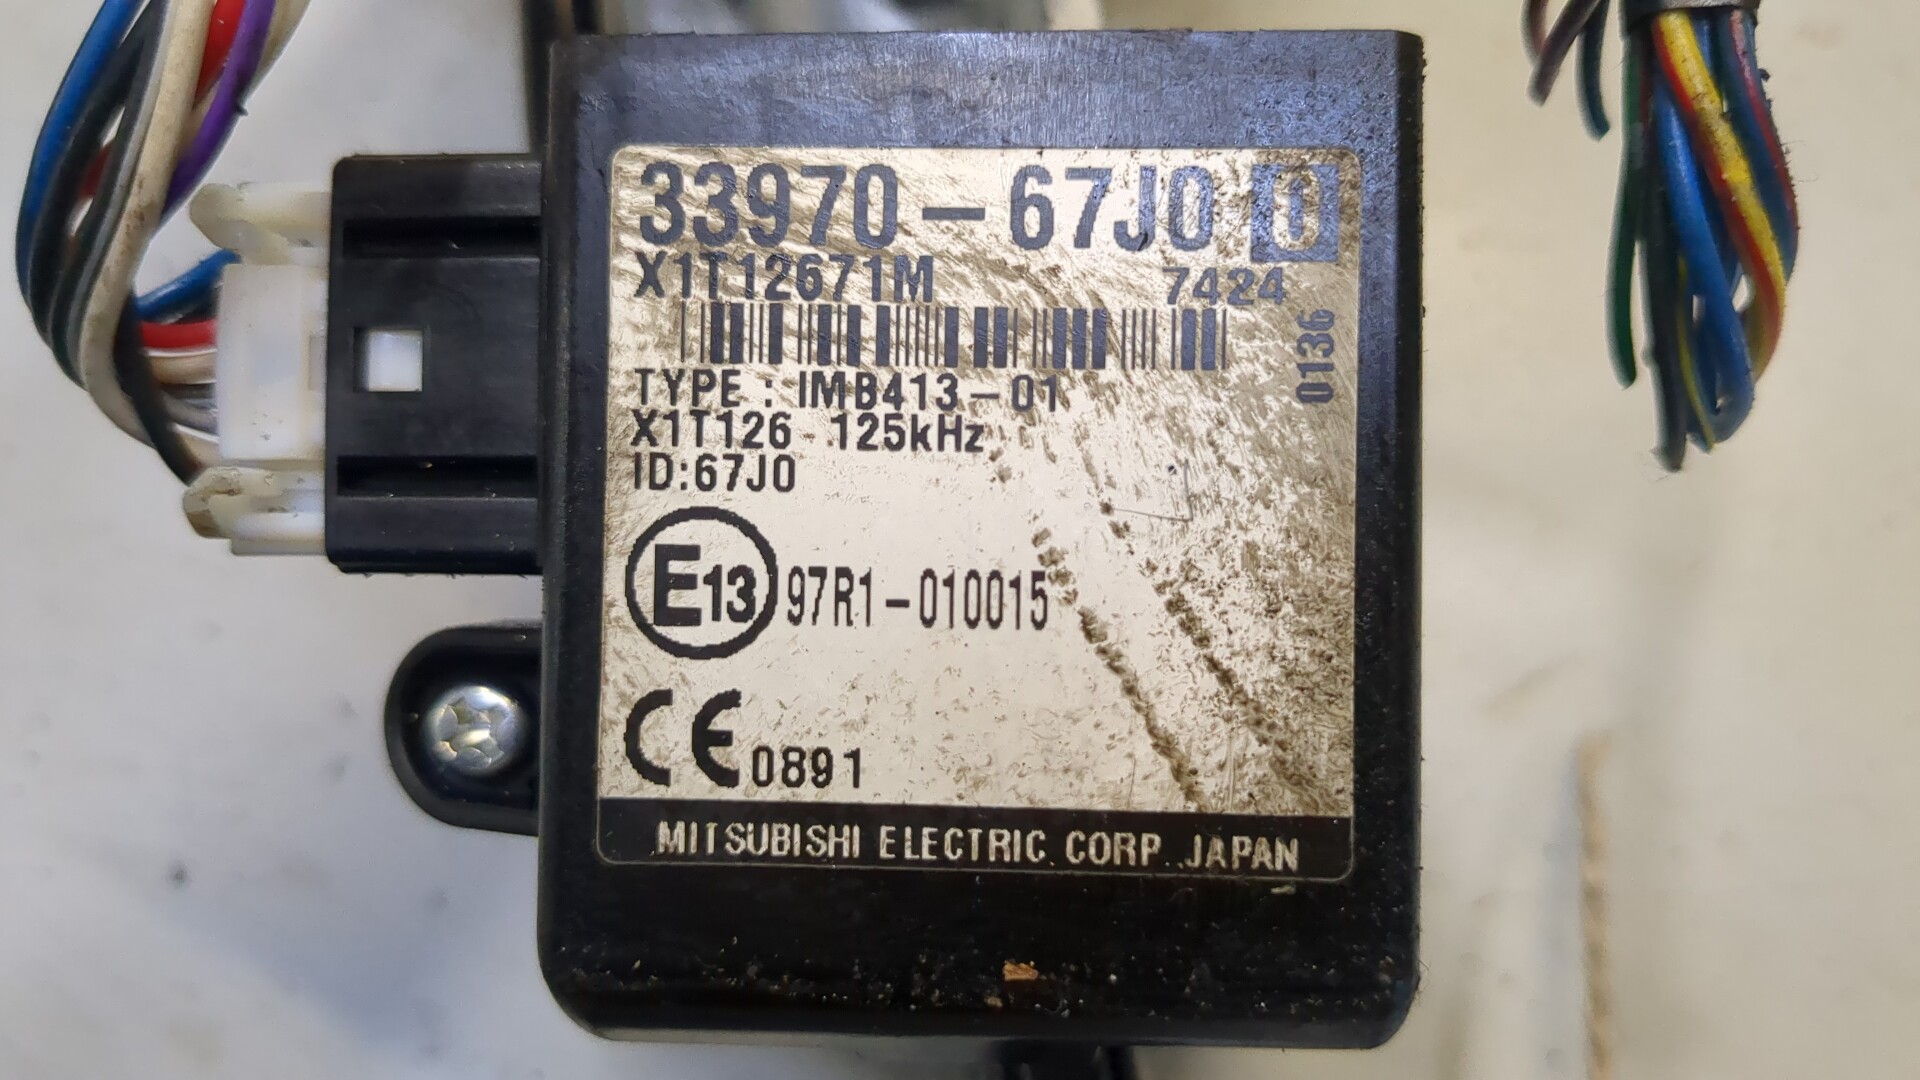 33970-67J0 1
X1T12671M 7424
0136
TYPE : IMB413-01
X1T126 125kHz
ID:67J0
E13 97R1-010015
CE 0891
MITSUBISHI ELECTRIC CORP. JAPAN